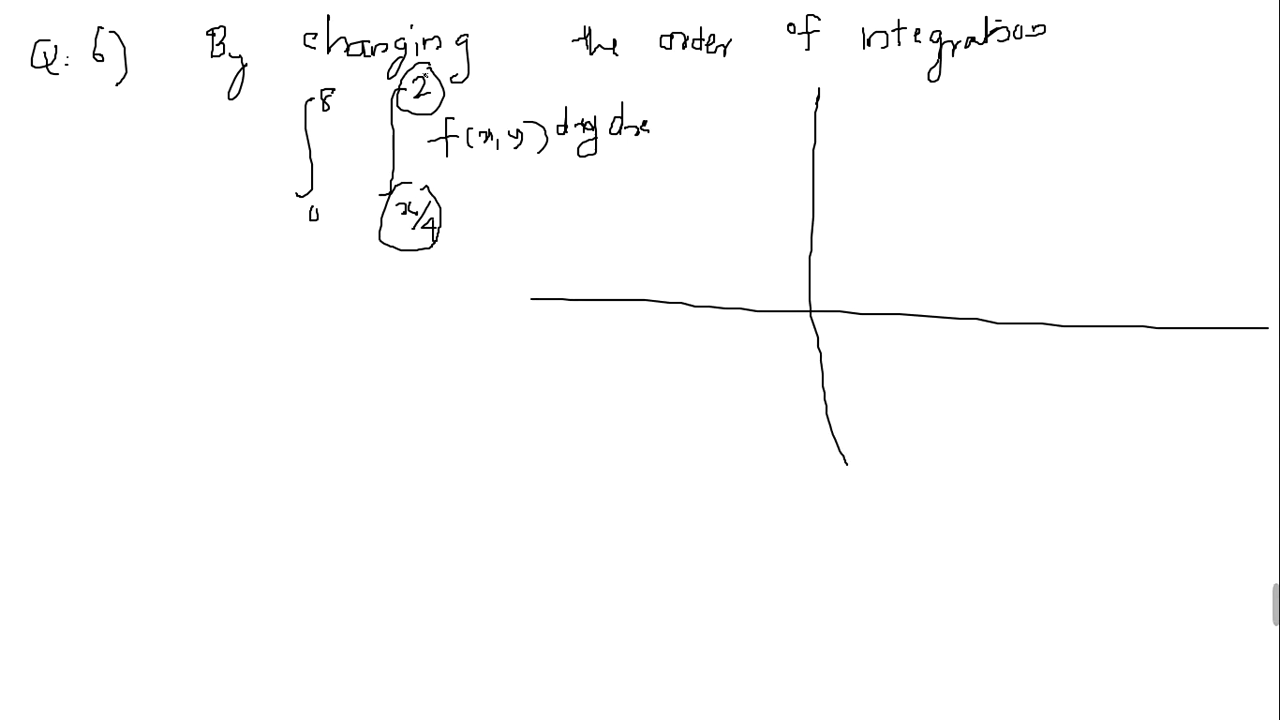 Q. 6) By changing the order of integration
∫₀⁸ ∫_{x/4}^{2} f(x, y) dy dx